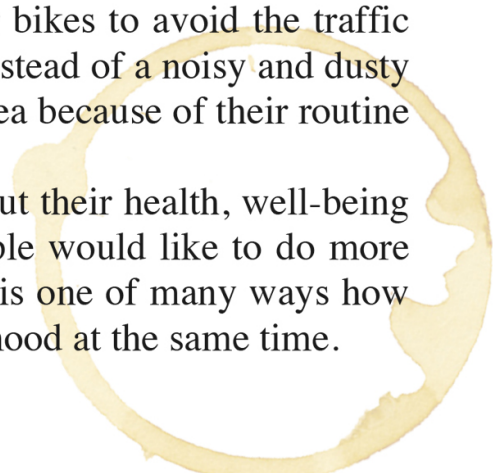 bikes to avoid the traffic
stead of a noisy and dusty
ea because of their routine
ut their health, well-being
ple would like to do more
is one of many ways how
ood at the same time.